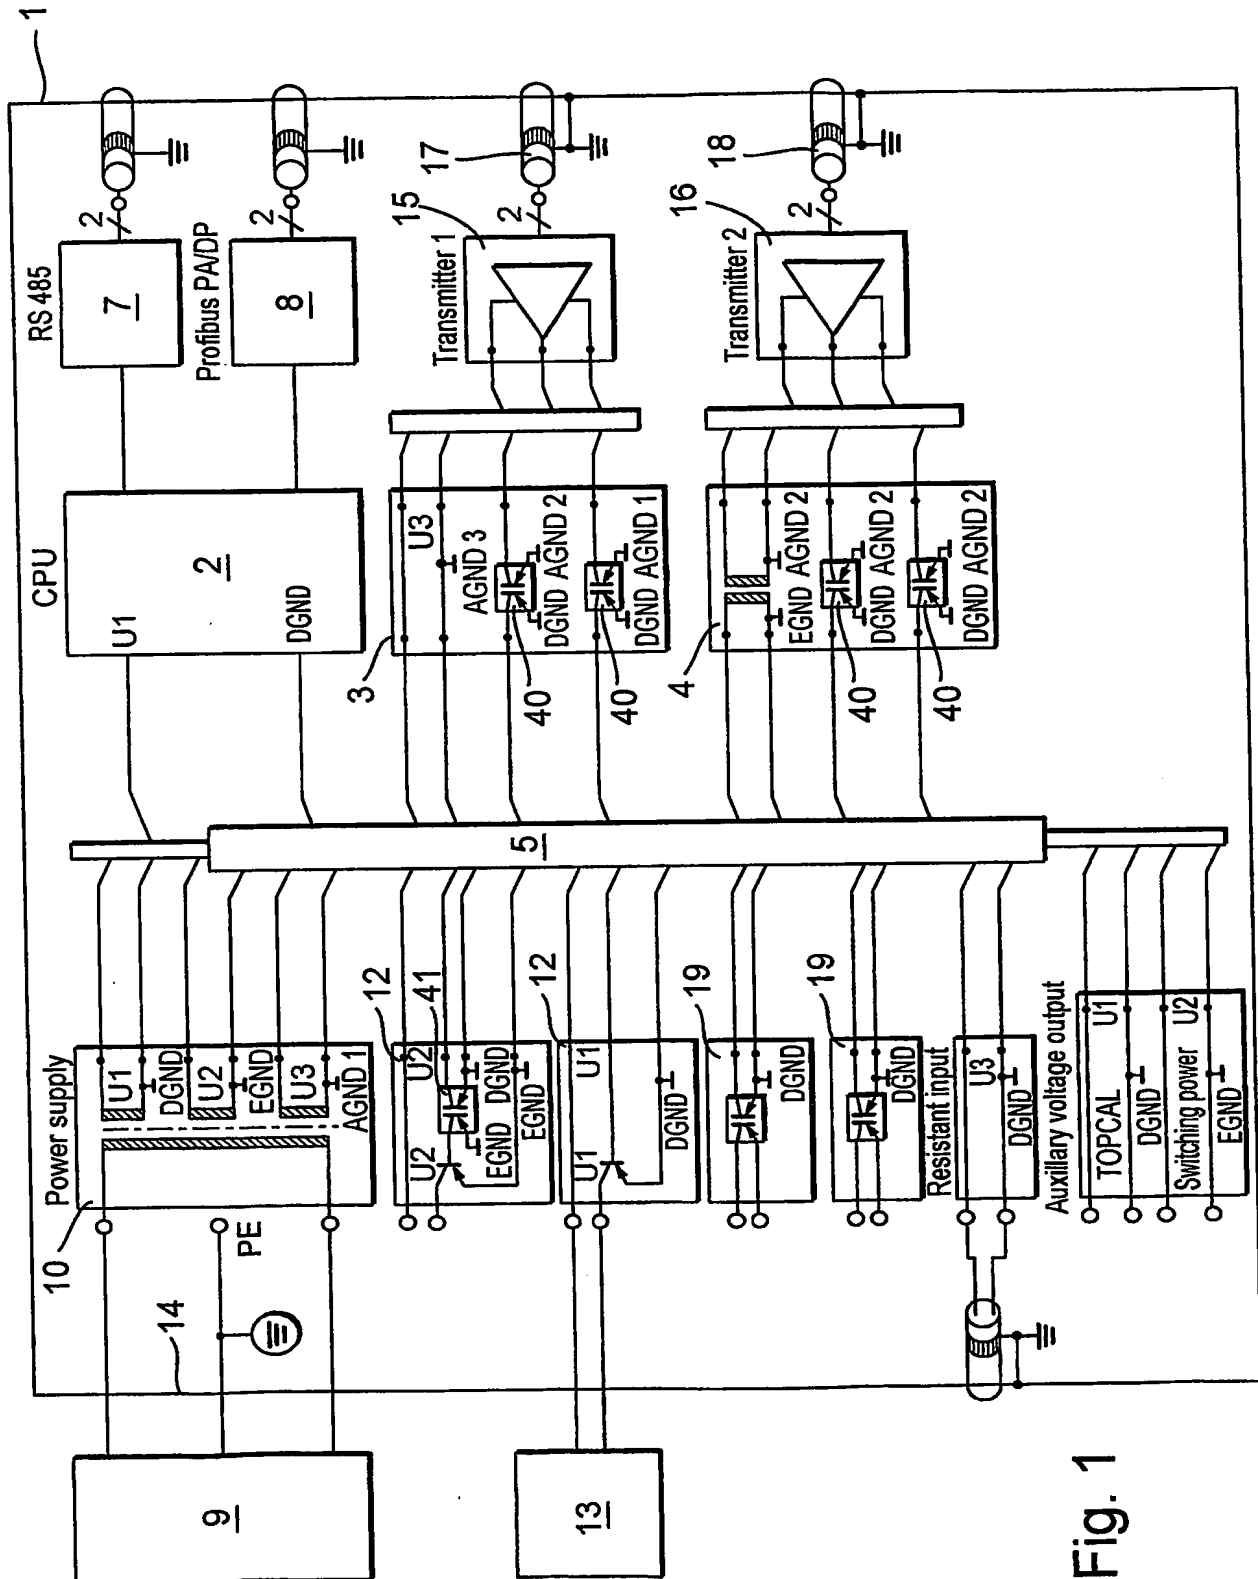 1
RS 485
7
2
Profibus PA/DP
8
2
CPU
2
U1
DGND
Transmitter 1
15
2
17
Transmitter 2
16
2
18
3
U3
AGND 3
DGND AGND 2
DGND AGND 1
40
40
4
EGND AGND 2
DGND AGND 2
DGND AGND 2
40
40
5
Power supply
10
U1
DGND
U2
EGND
U3
AGND 1
PE
14
9
12
U2
U2
41
EGND DGND
EGND
12
U1
U1
DGND
13
19
DGND
19
DGND
Resistant input
U3
DGND
Auxillary voltage output
TOPCAL
U1
DGND
Switching power
U2
EGND
Fig. 1